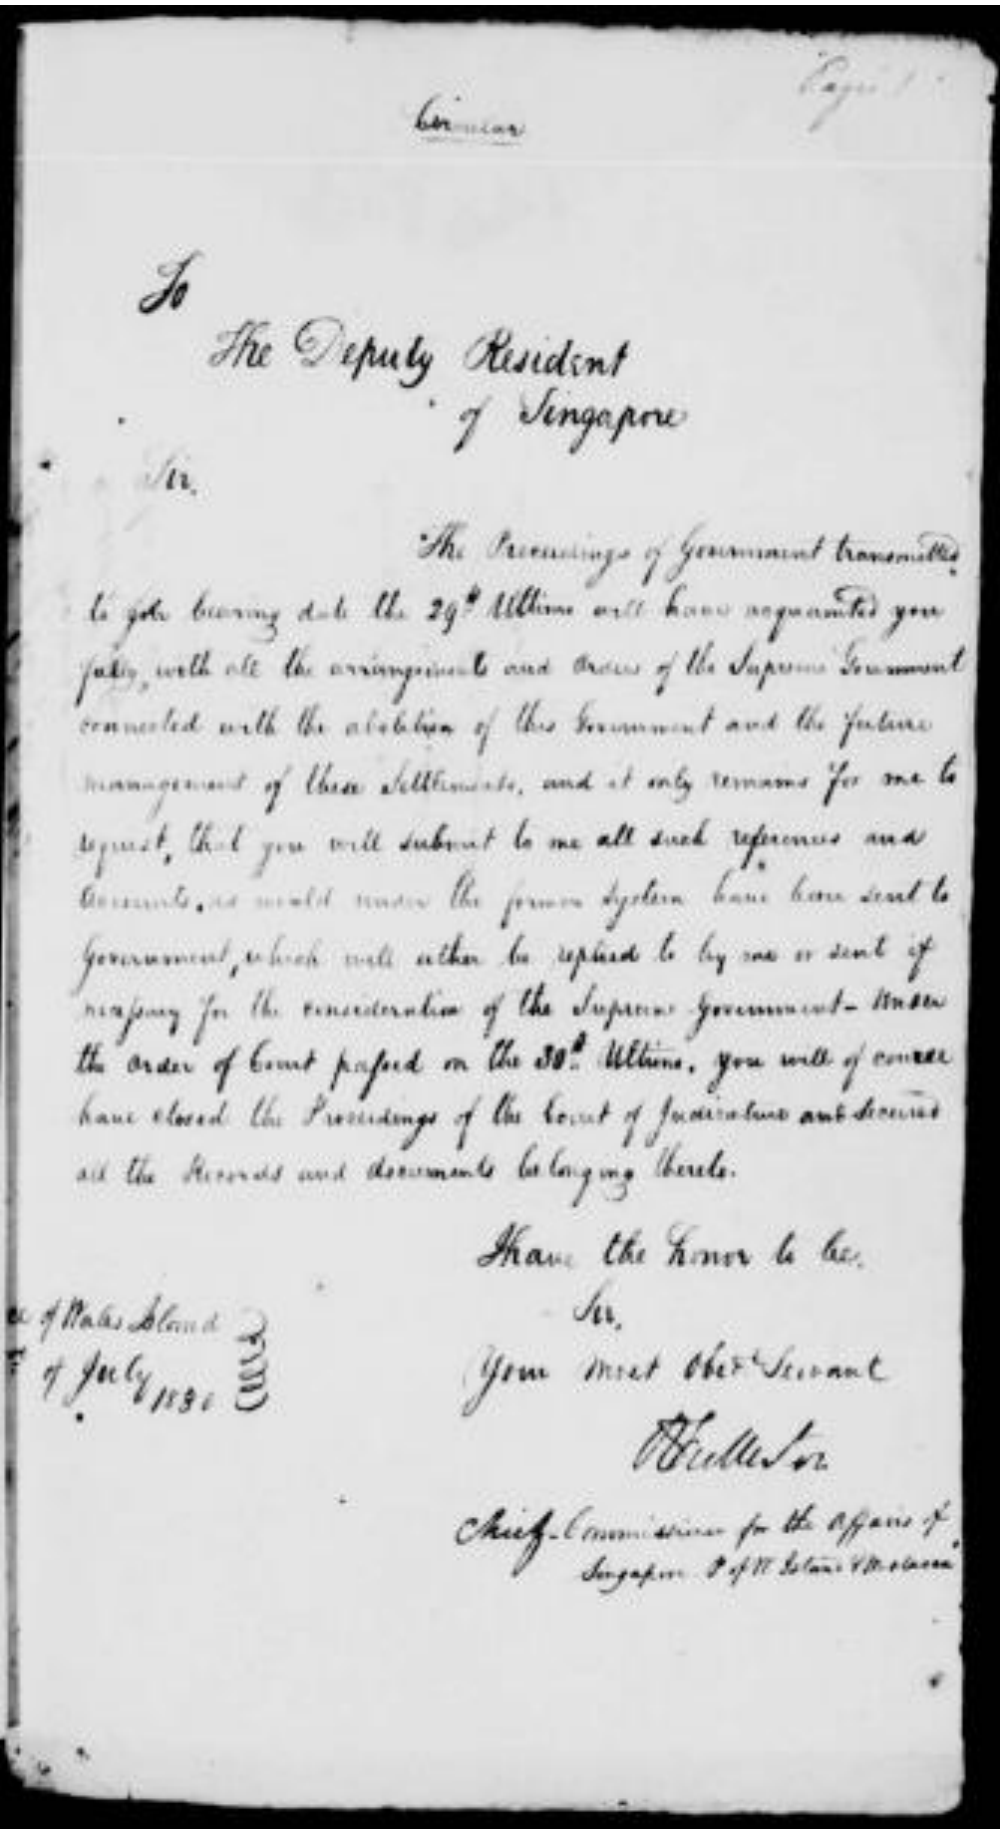 Page 1
Circular
To
The Deputy Resident
of Singapore
Sir,
The Proceedings of Government transmitted
to you bearing date the 29th Ultimo will have acquainted you
fully, with all the arrangements and orders of the Supreme Government
connected with the abolition of this Government and the future
management of these Settlements, and it only remains for me to
request, that you will submit to me all such references and
Accounts, as would under the former system have been sent to
Government, which will either be replied to by me or sent if
necessary for the consideration of the Supreme Government - Under
the order of Court passed on the 30th Ultimo, you will of course
have closed the Proceedings of the Court of Judicature and secured
all the Records and documents belonging thereto.
I have the honor to be,
Sir,
Your most Obedt Servant
RFullerton
Chief Commissioner for the affairs of
Singapore P of W Island & Malacca
ce of Wales Island
of July 1830